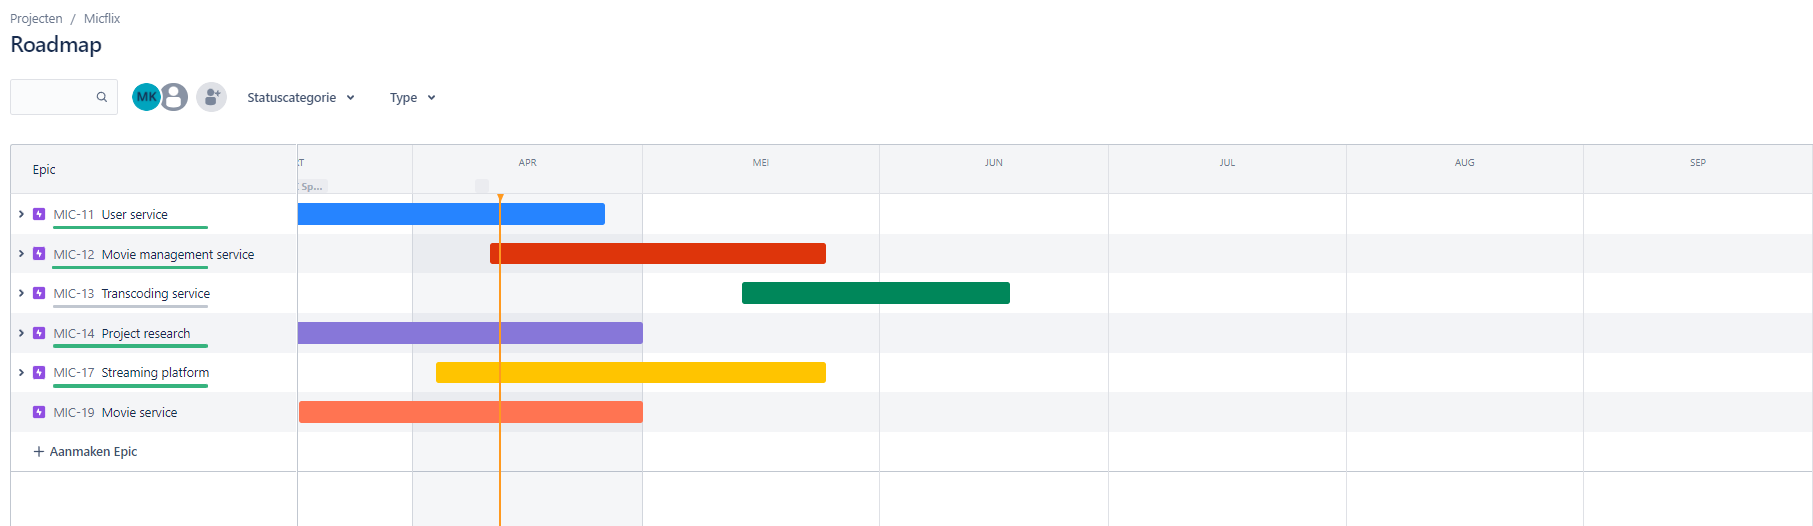 Projecten / Micflix
Roadmap
MK
Statuscategorie
Type
Epic
APR
MEI
JUN
JUL
AUG
SEP
Sp...
MIC-11 User service
MIC-12 Movie management service
MIC-13 Transcoding service
MIC-14 Project research
MIC-17 Streaming platform
MIC-19 Movie service
+ Aanmaken Epic